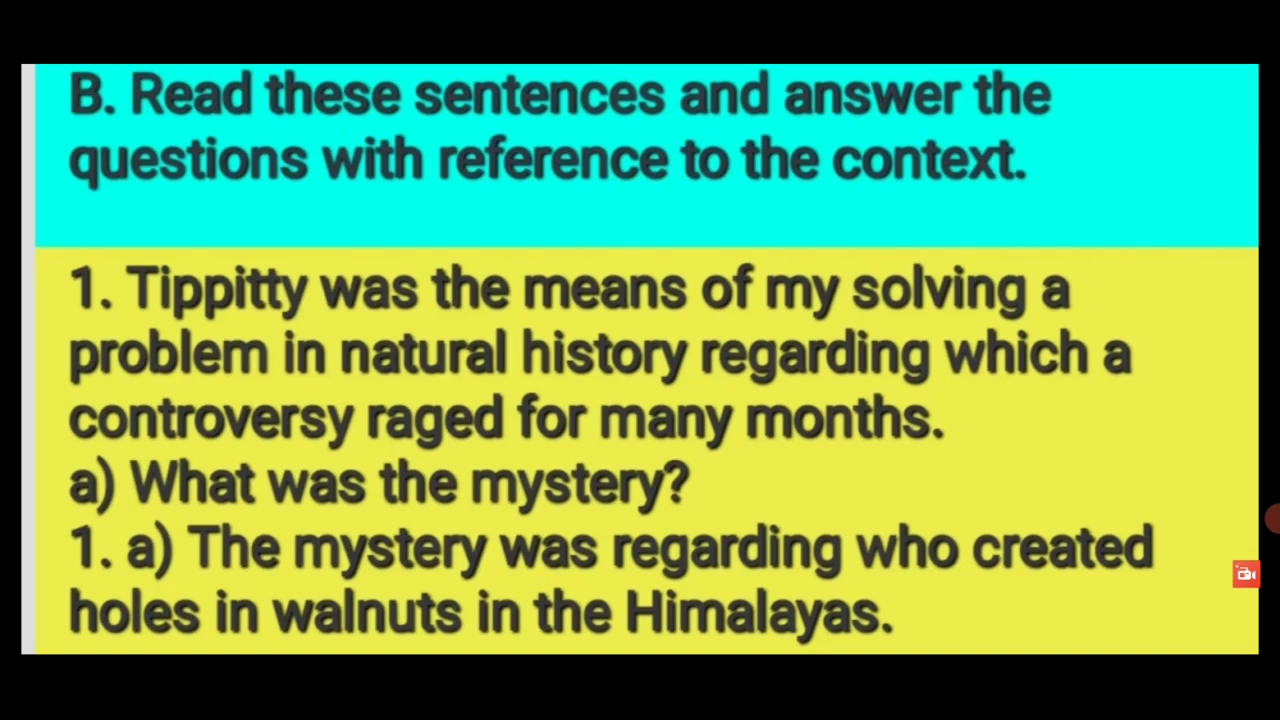 B. Read these sentences and answer the
questions with reference to the context.
1. Tippitty was the means of my solving a
problem in natural history regarding which a
controversy raged for many months.
a) What was the mystery?
1. a) The mystery was regarding who created
holes in walnuts in the Himalayas.